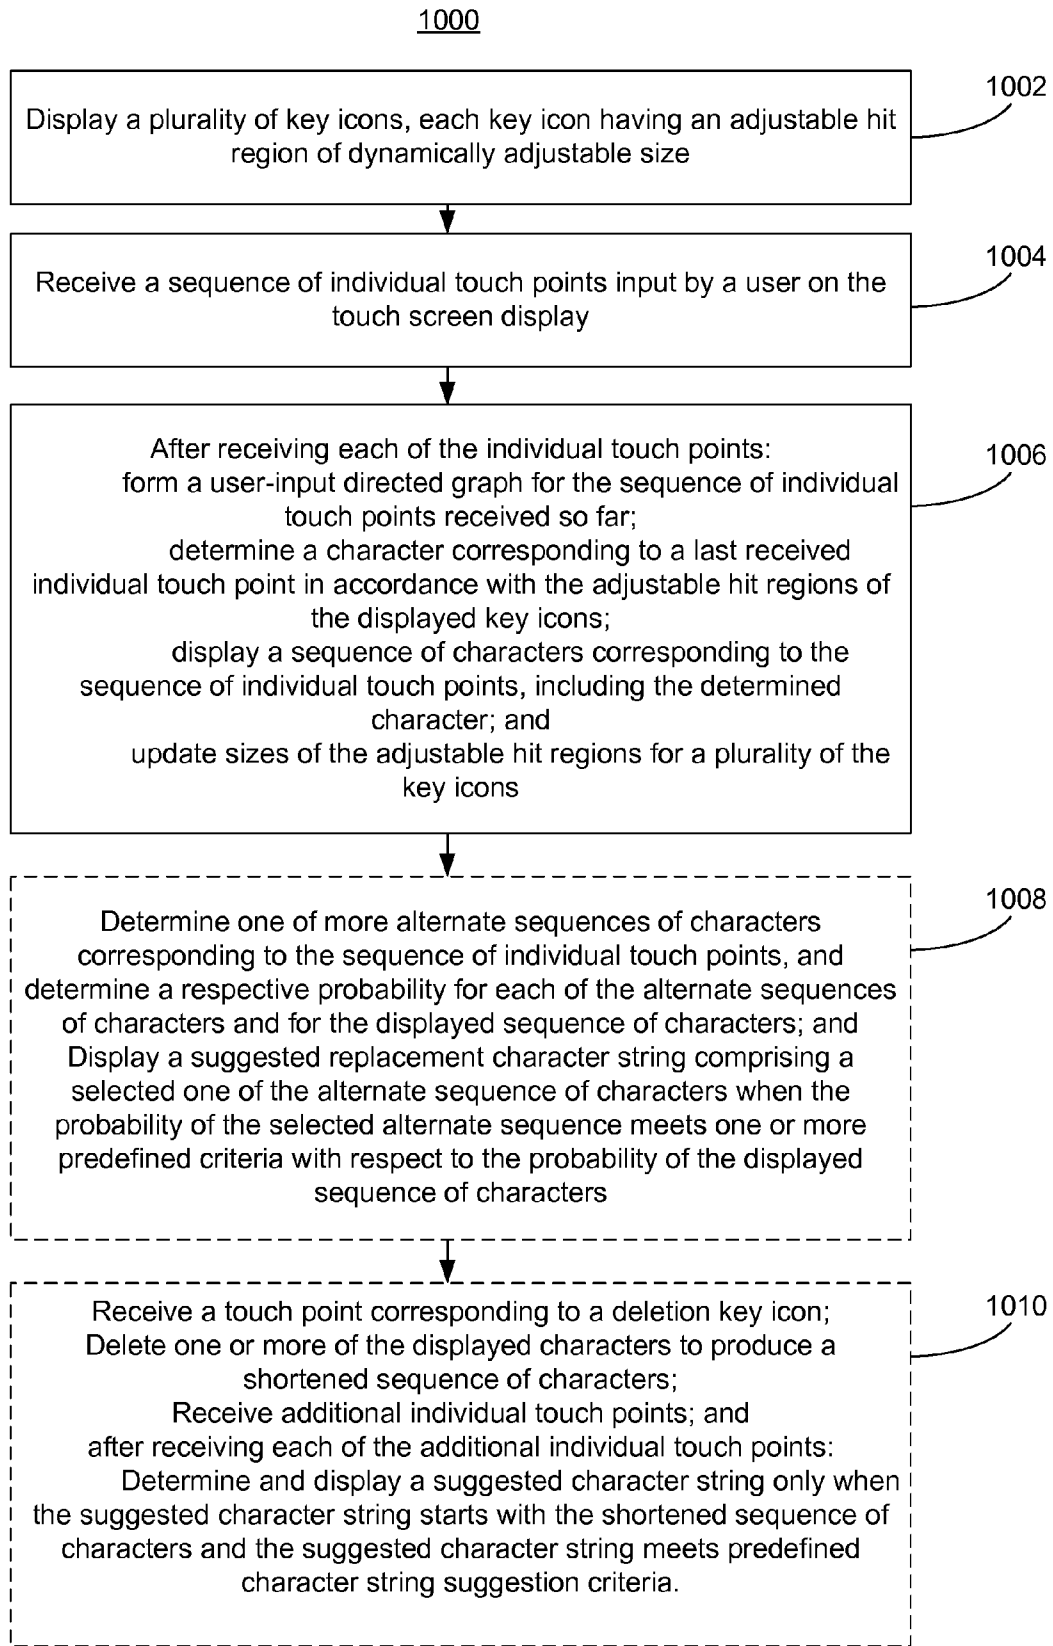 1000
1002
Display a plurality of key icons, each key icon having an adjustable hit
region of dynamically adjustable size
1004
Receive a sequence of individual touch points input by a user on the
touch screen display
1006
After receiving each of the individual touch points:
form a user-input directed graph for the sequence of individual
touch points received so far;
determine a character corresponding to a last received
individual touch point in accordance with the adjustable hit regions of
the displayed key icons;
display a sequence of characters corresponding to the
sequence of individual touch points, including the determined
character; and
update sizes of the adjustable hit regions for a plurality of the
key icons
1008
Determine one of more alternate sequences of characters
corresponding to the sequence of individual touch points, and
determine a respective probability for each of the alternate sequences
of characters and for the displayed sequence of characters; and
Display a suggested replacement character string comprising a
selected one of the alternate sequence of characters when the
probability of the selected alternate sequence meets one or more
predefined criteria with respect to the probability of the displayed
sequence of characters
1010
Receive a touch point corresponding to a deletion key icon;
Delete one or more of the displayed characters to produce a
shortened sequence of characters;
Receive additional individual touch points; and
after receiving each of the additional individual touch points:
Determine and display a suggested character string only when
the suggested character string starts with the shortened sequence of
characters and the suggested character string meets predefined
character string suggestion criteria.